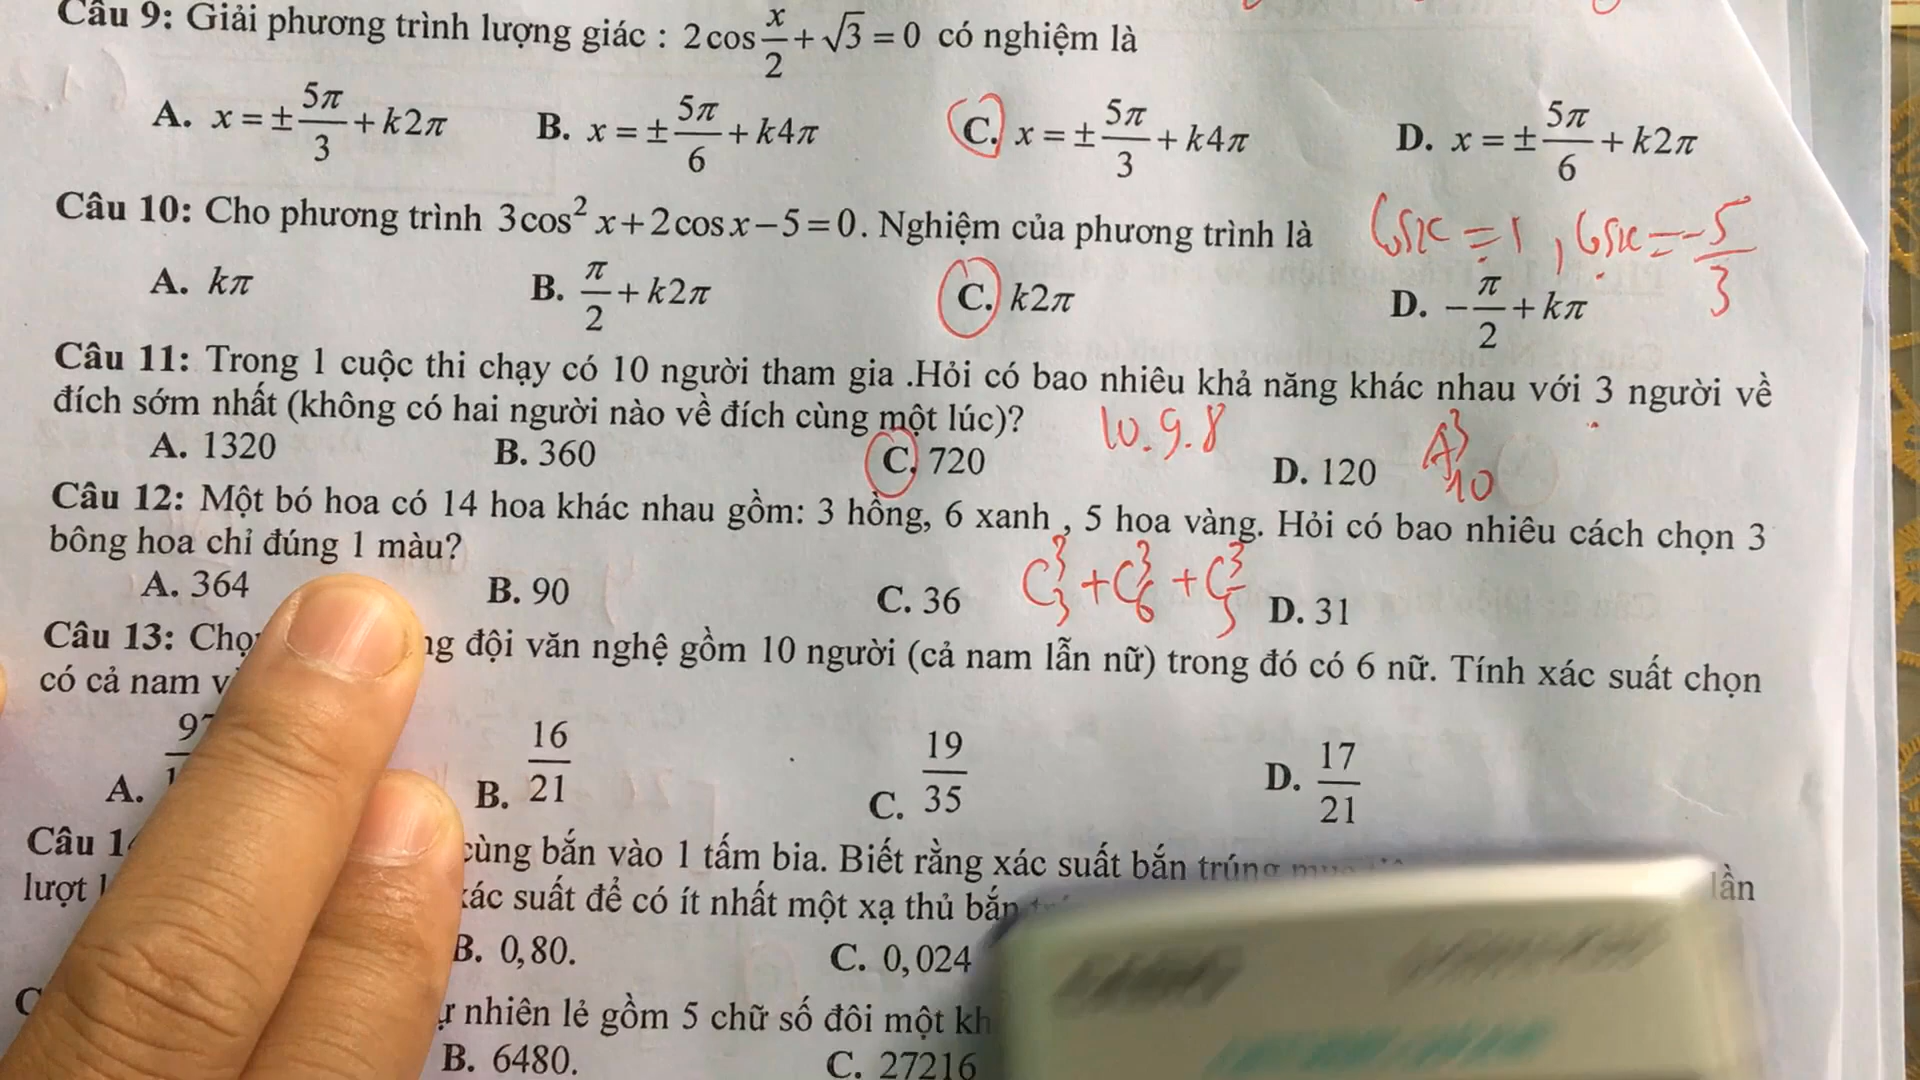 Câu 9: Giải phương trình lượng giác : 2cos x/2 + √3 = 0 có nghiệm là
A. x = ± 5π/3 + k2π B. x = ± 5π/6 + k4π C. x = ± 5π/3 + k4π D. x = ± 5π/6 + k2π
Câu 10: Cho phương trình 3cos² x + 2cos x − 5 = 0. Nghiệm của phương trình là Cosx = 1 , Cosx = −5/3
A. kπ B. π/2 + k2π C. k2π D. −π/2 + kπ
Câu 11: Trong 1 cuộc thi chạy có 10 người tham gia .Hỏi có bao nhiêu khả năng khác nhau với 3 người về
đích sớm nhất (không có hai người nào về đích cùng một lúc)? 10.9.8 A³₁₀
A. 1320 B. 360 C. 720 D. 120
Câu 12: Một bó hoa có 14 hoa khác nhau gồm: 3 hồng, 6 xanh , 5 hoa vàng. Hỏi có bao nhiêu cách chọn 3
bông hoa chỉ đúng 1 màu? C³₃ + C³₆ + C³₅
A. 364 B. 90 C. 36 D. 31
Câu 13: đội văn nghệ gồm 10 người (cả nam lẫn nữ) trong đó có 6 nữ. Tính xác suất chọn
có cả nam
A. B. 16/21 C. 19/35 D. 17/21
Câu cùng bắn vào 1 tấm bia. Biết rằng xác suất bắn trúng lần
lượt xác suất để có ít nhất một xạ thủ bắn
B. 0,80. C. 0,024
nhiên lẻ gồm 5 chữ số đôi một
B. 6480. C. 27216